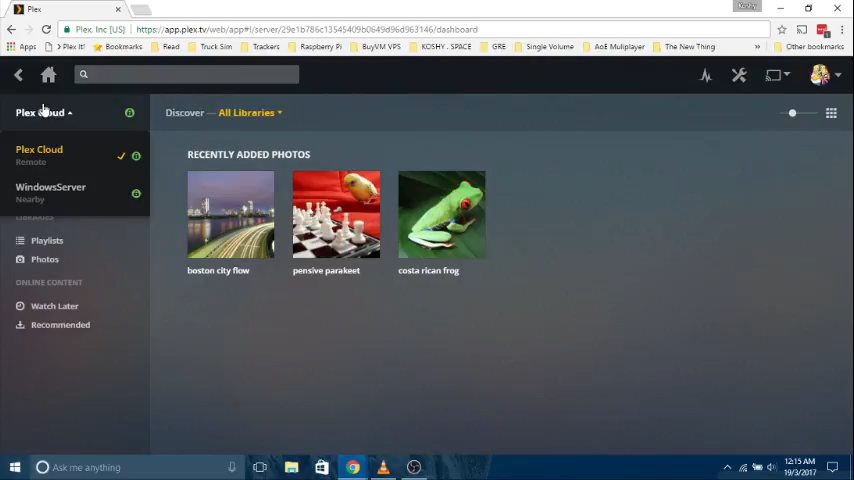 Plex
Koshy
Plex, Inc [US] https://app.plex.tv/web/app#!/server/29e1b786c13545409b0649d96d963146/dashboard
Apps Plex It! Bookmarks Read Truck Sim Trackers Raspberry Pi BuyVM VPS KOSHY . SPACE GRE Single Volume AoE Muliplayer The New Thing Other bookmarks
Plex Cloud
Discover — All Libraries
Plex Cloud
Remote
WindowsServer
Nearby
LIBRARIES
Playlists
Photos
ONLINE CONTENT
Watch Later
Recommended
RECENTLY ADDED PHOTOS
boston city flow
pensive parakeet
costa rican frog
Ask me anything
12:15 AM
19/3/2017